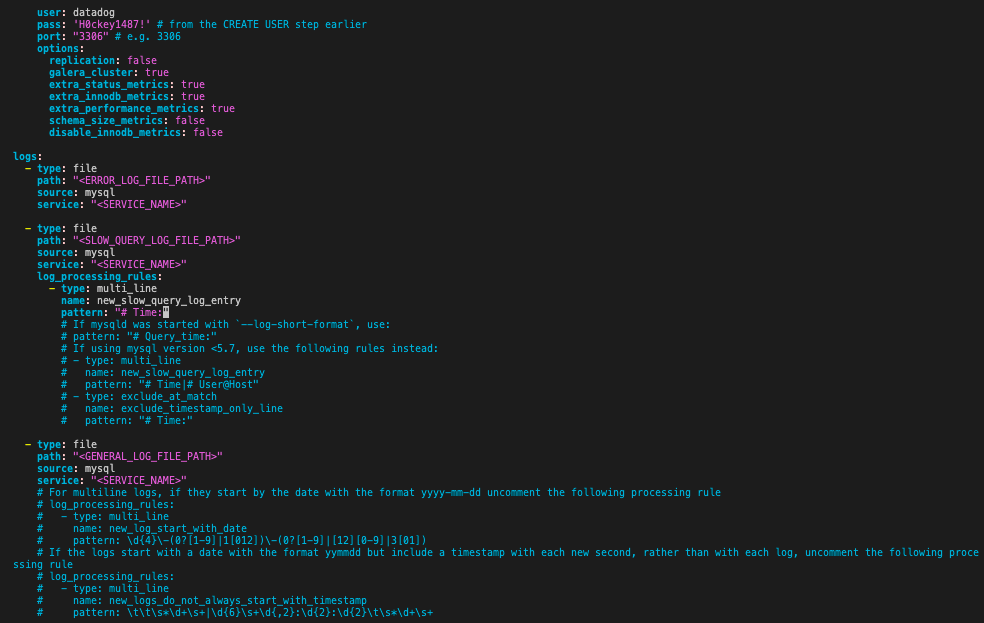 user: datadog
pass: 'H0ckey1487!' # from the CREATE USER step earlier
port: "3306" # e.g. 3306
options:
replication: false
galera_cluster: true
extra_status_metrics: true
extra_innodb_metrics: true
extra_performance_metrics: true
schema_size_metrics: false
disable_innodb_metrics: false
logs:
- type: file
path: "<ERROR_LOG_FILE_PATH>"
source: mysql
service: "<SERVICE_NAME>"
- type: file
path: "<SLOW_QUERY_LOG_FILE_PATH>"
source: mysql
service: "<SERVICE_NAME>"
log_processing_rules:
- type: multi_line
name: new_slow_query_log_entry
pattern: "# Time:"
# If mysqld was started with `--log-short-format`, use:
# pattern: "# Query_time:"
# If using mysql version <5.7, use the following rules instead:
# - type: multi_line
#   name: new_slow_query_log_entry
#   pattern: "# Time|# User@Host"
# - type: exclude_at_match
#   name: exclude_timestamp_only_line
#   pattern: "# Time:"
- type: file
path: "<GENERAL_LOG_FILE_PATH>"
source: mysql
service: "<SERVICE_NAME>"
# For multiline logs, if they start by the date with the format yyyy-mm-dd uncomment the following processing rule
# log_processing_rules:
#   - type: multi_line
#     name: new_log_start_with_date
#     pattern: \d{4}\-(0?[1-9]|1[012])\-(0?[1-9]|[12][0-9]|3[01])
# If the logs start with a date with the format yymmdd but include a timestamp with each new second, rather than with each log, uncomment the following proce
ssing rule
# log_processing_rules:
#   - type: multi_line
#     name: new_logs_do_not_always_start_with_timestamp
#     pattern: \t\t\s*\d+\s+|\d{6}\s+\d{,2}:\d{2}:\d{2}\t\s*\d+\s+